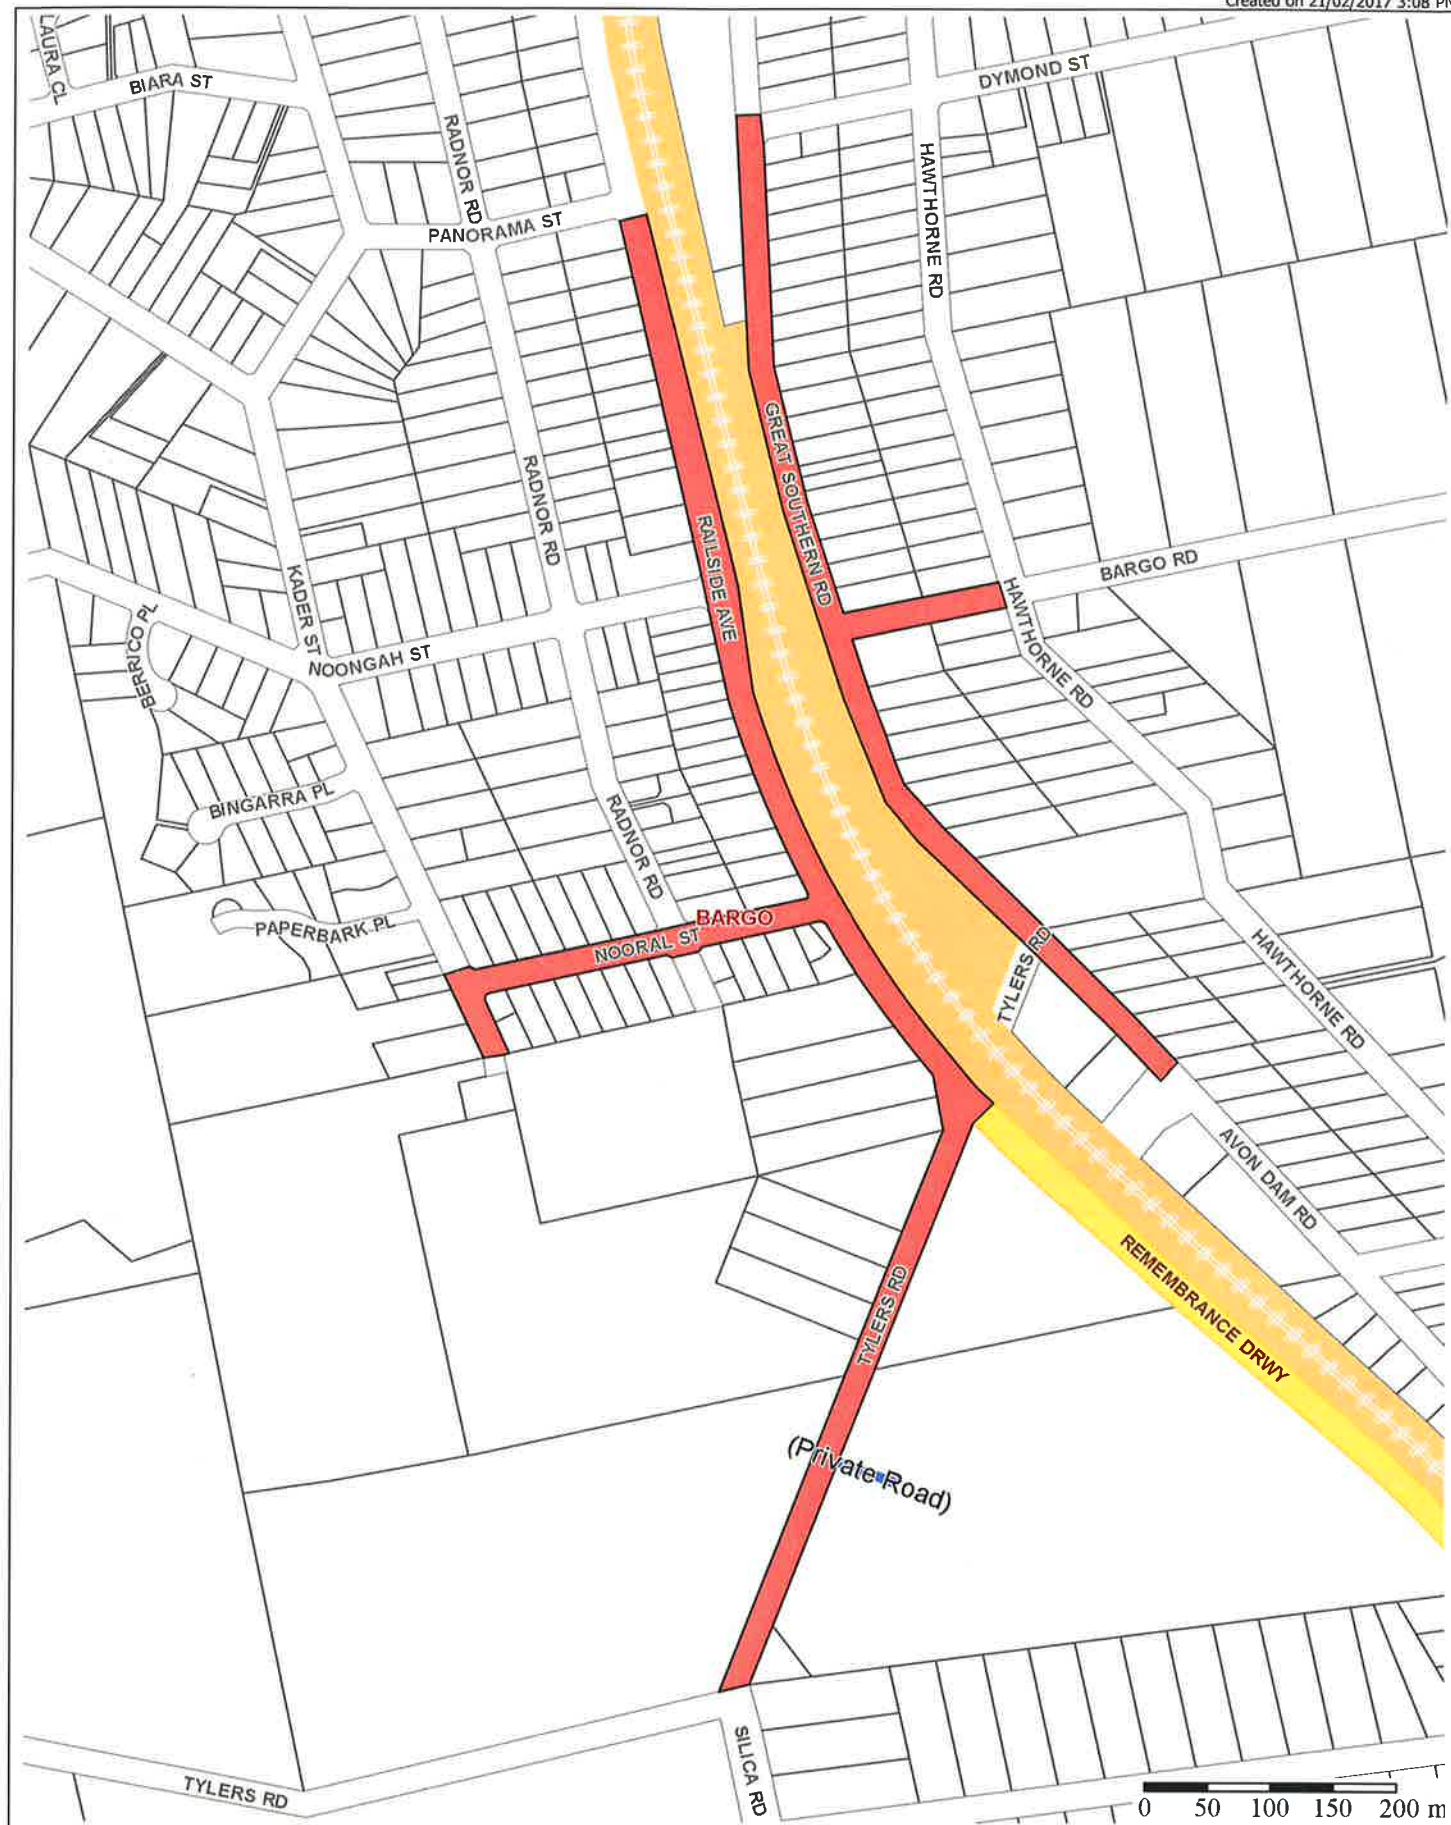 Created on 21/02/2017 3:08 PM
LAURA CL
BIARA ST
DYMOND ST
RADNOR RD
HAWTHORNE RD
PANORAMA ST
GREAT SOUTHERN RD
RADNOR RD
RAILSIDE AVE
BARGO RD
KADER ST
HAWTHORNE RD
BERRICO PL
NOONGAH ST
BINGARRA PL
RADNOR RD
BARGO
PAPERBARK PL
NOORAL ST
TYLERS RD
HAWTHORNE RD
AVON DAM RD
REMEMBRANCE DRWY
TYLERS RD
(Private Road)
SILICA RD
TYLERS RD
0 50 100 150 200 m